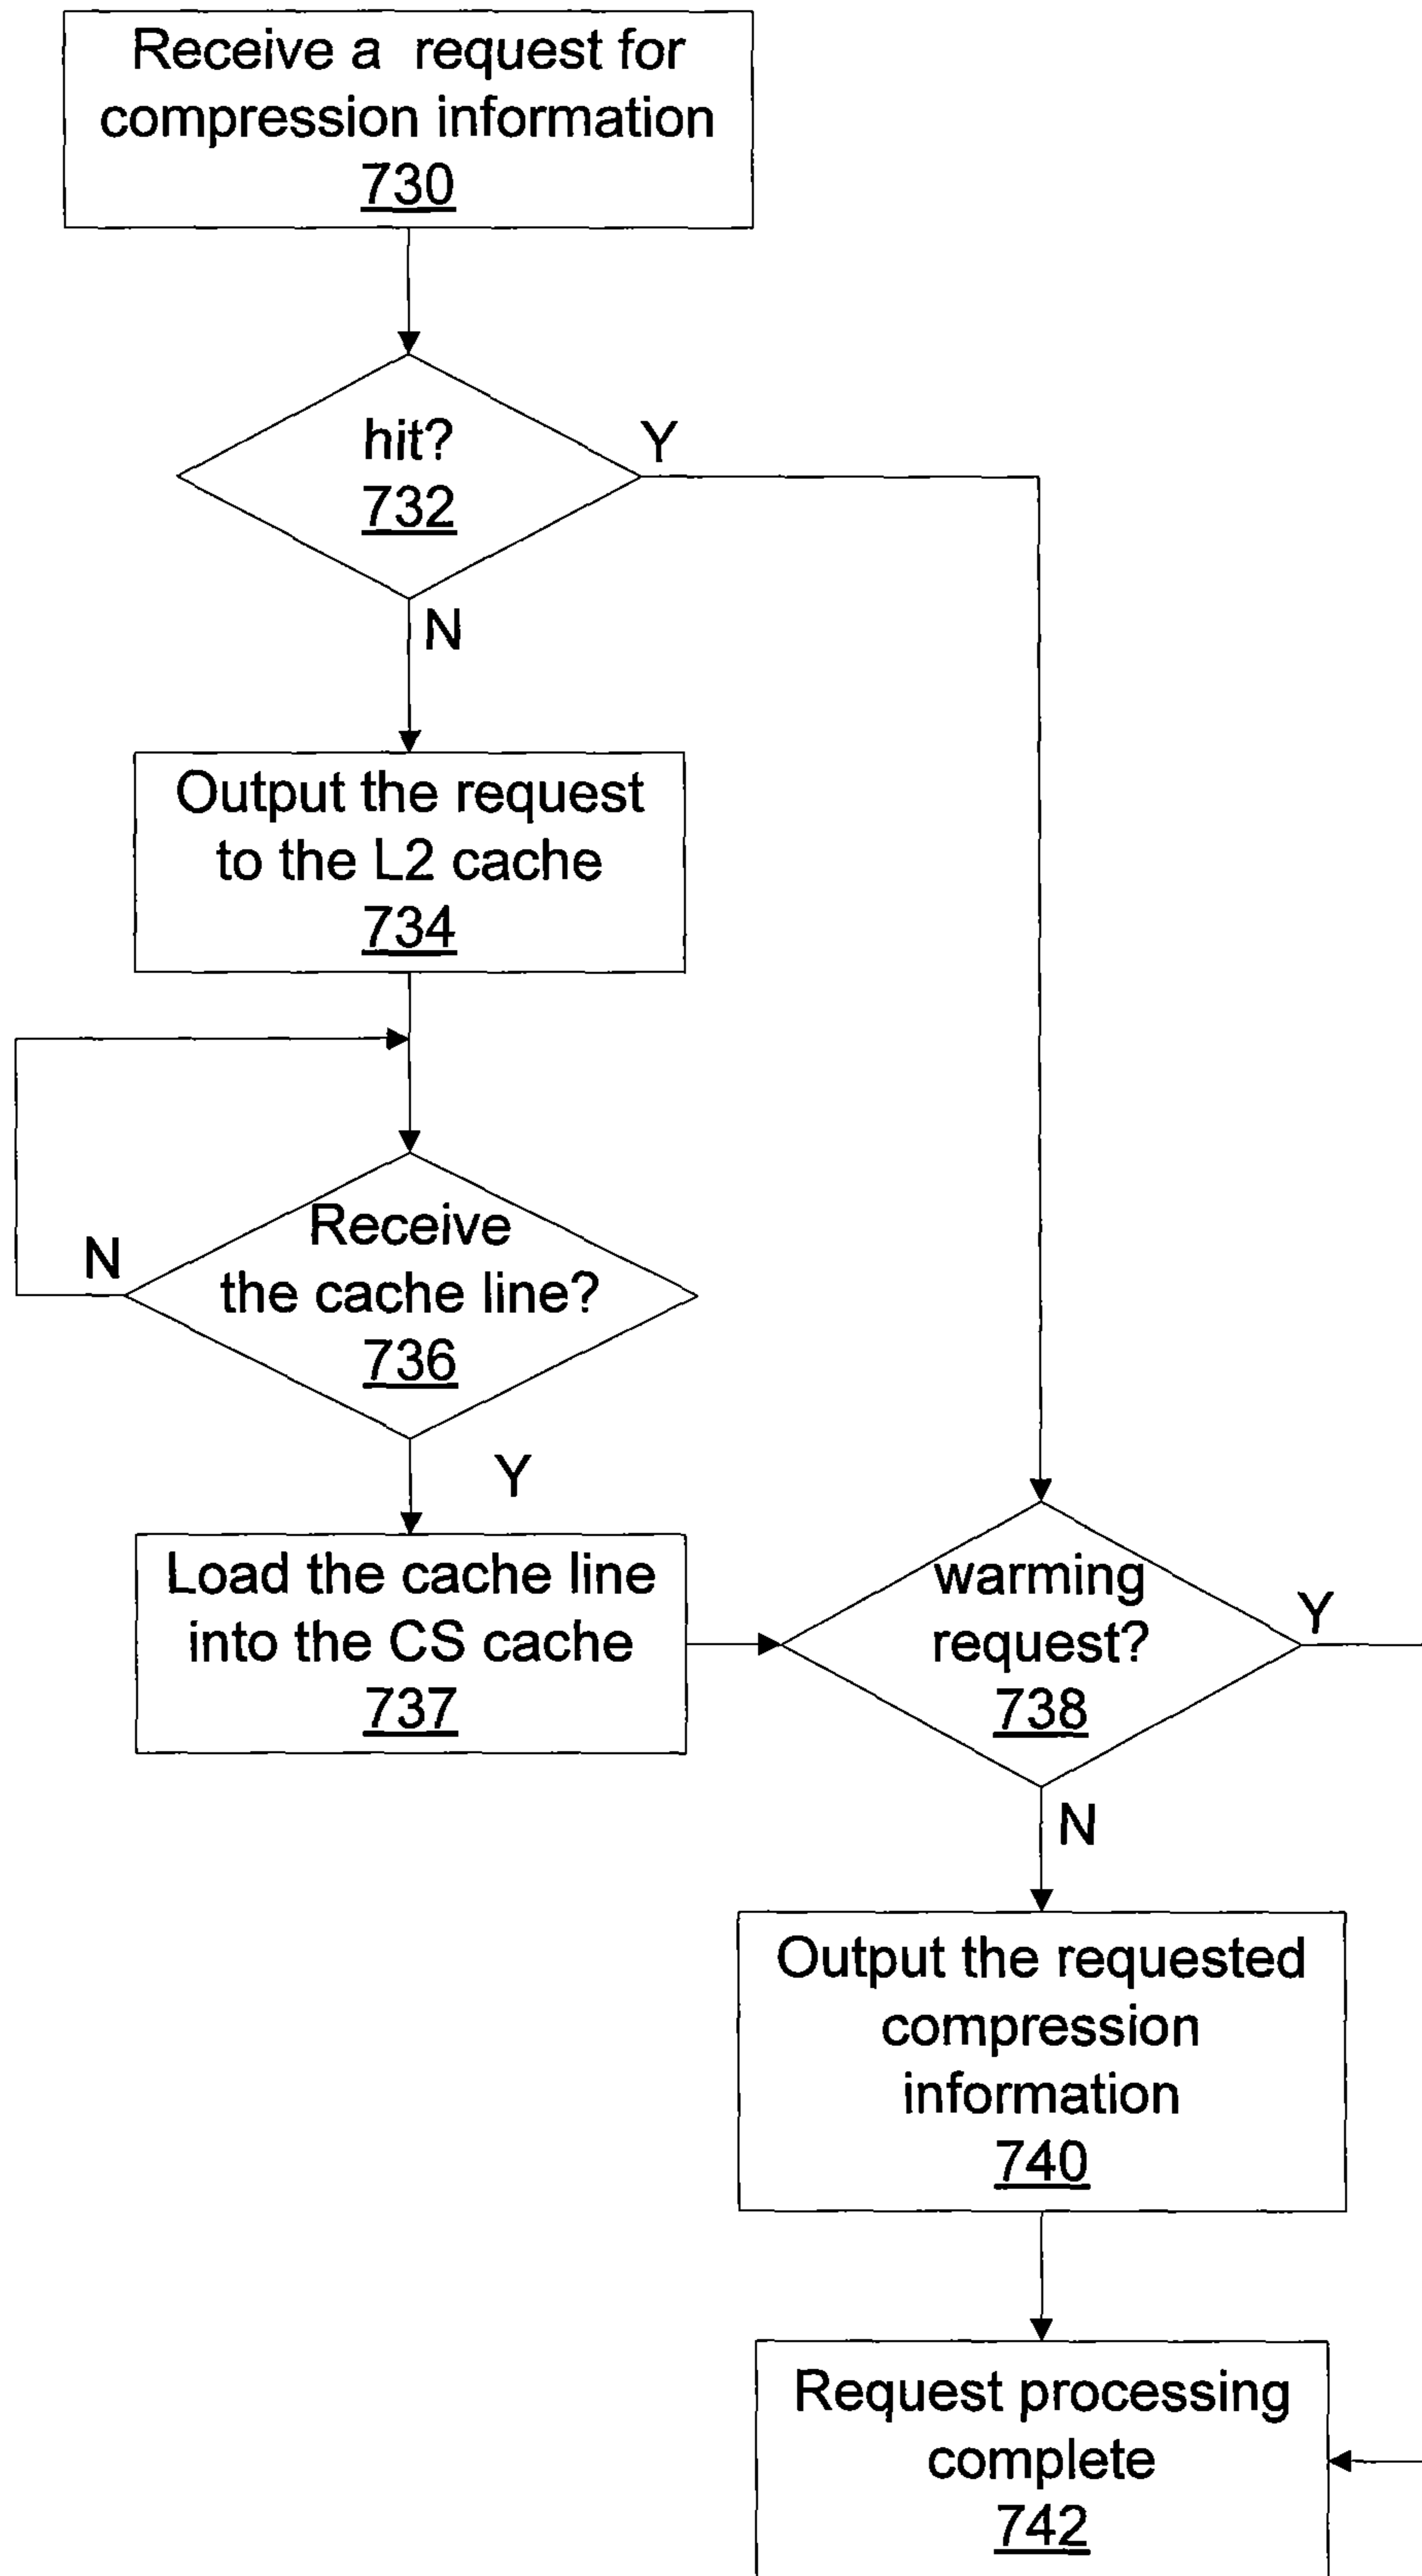 Receive a request for
compression information
730
hit?
732
Y
N
Output the request
to the L2 cache
734
Receive
the cache line?
736
N
Y
Load the cache line
into the CS cache
737
warming
request?
738
Y
N
Output the requested
compression
information
740
Request processing
complete
742